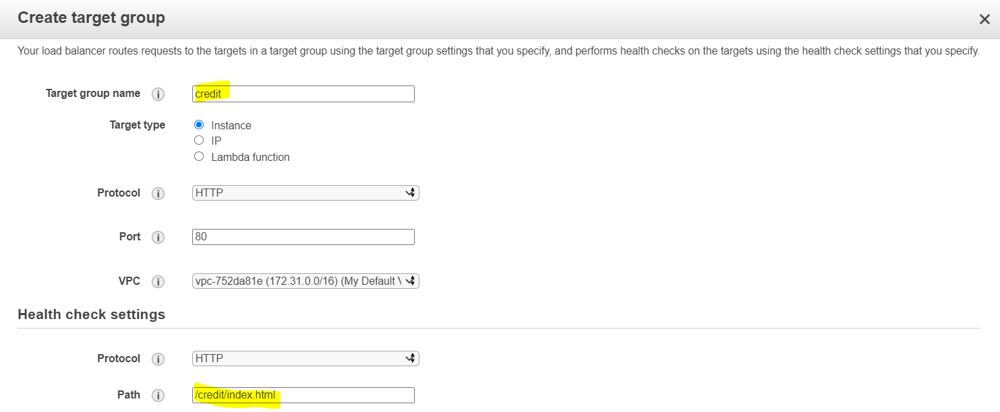 Create target group
Your load balancer routes requests to the targets in a target group using the target group settings that you specify, and performs health checks on the targets using the health check settings that you specify.
Target group name i credit
Target type Instance
IP
Lambda function
Protocol i HTTP
Port i 80
VPC i vpc-752da81e (172.31.0.0/16) (My Default
Health check settings
Protocol i HTTP
Path i /credit/index.html